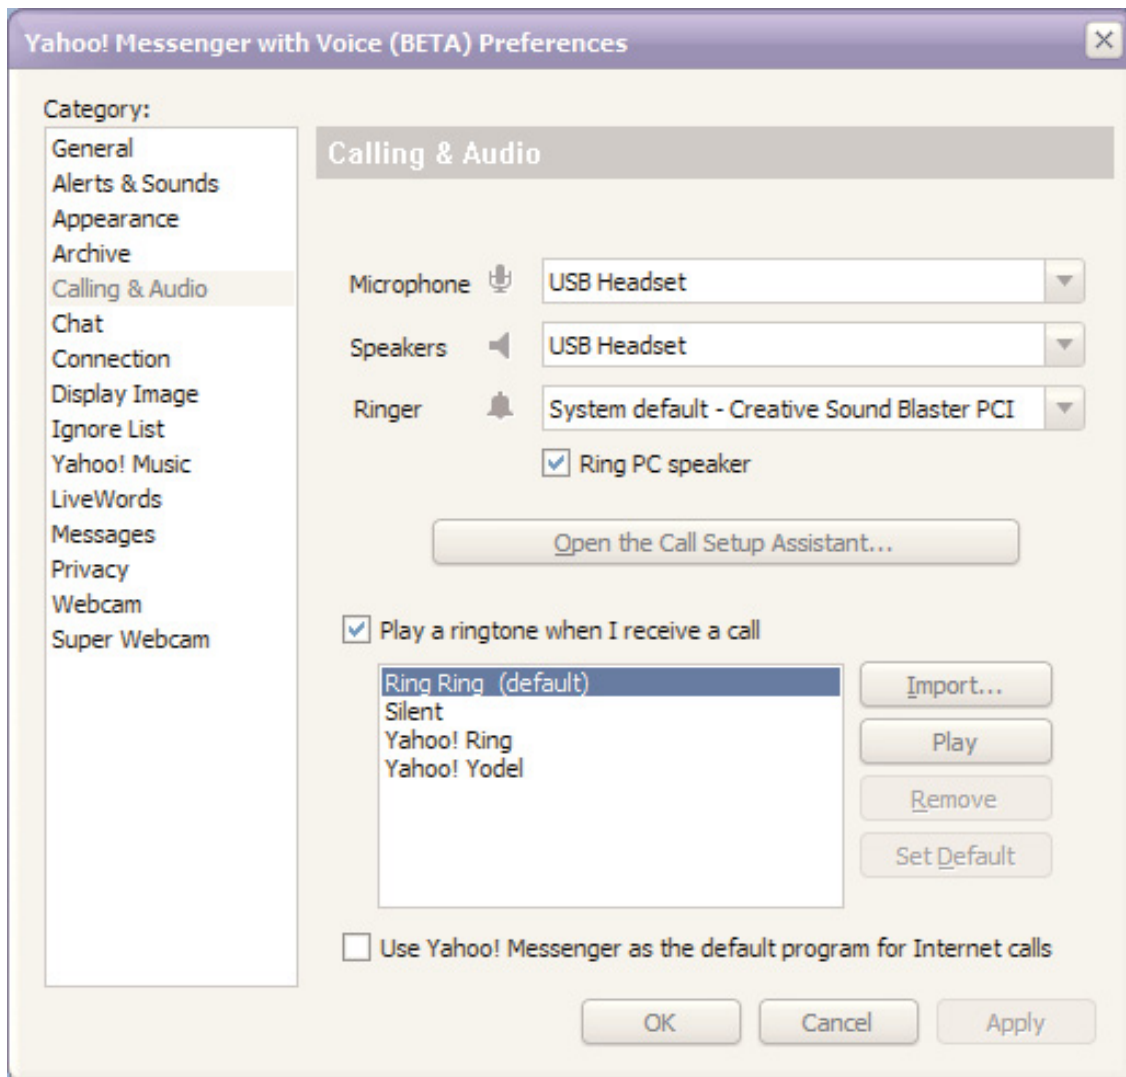 Yahoo! Messenger with Voice (BETA) Preferences
Category:
General
Alerts & Sounds
Appearance
Archive
Calling & Audio
Chat
Connection
Display Image
Ignore List
Yahoo! Music
LiveWords
Messages
Privacy
Webcam
Super Webcam
Calling & Audio
Microphone USB Headset
Speakers USB Headset
Ringer System default - Creative Sound Blaster PCI
Ring PC speaker
Open the Call Setup Assistant...
Play a ringtone when I receive a call
Ring Ring (default)
Silent
Yahoo! Ring
Yahoo! Yodel
Import...
Play
Remove
Set Default
Use Yahoo! Messenger as the default program for Internet calls
OK Cancel Apply